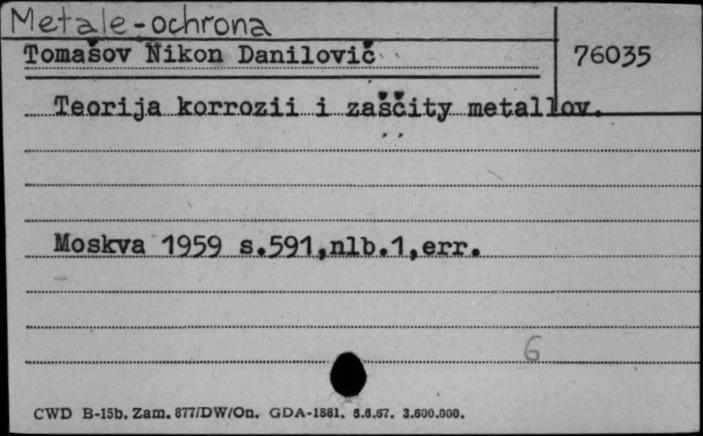 Metale-ochrona
Tomašov Nikon Danilovič
76035
Teorija korrozii i zaščity metallov.
Moskva 1959 s.591,nlb.1,err.
6
CWD B-15b. Zam. 877/DW/On. GDA-1881. 5.6.57. 3.600.000.